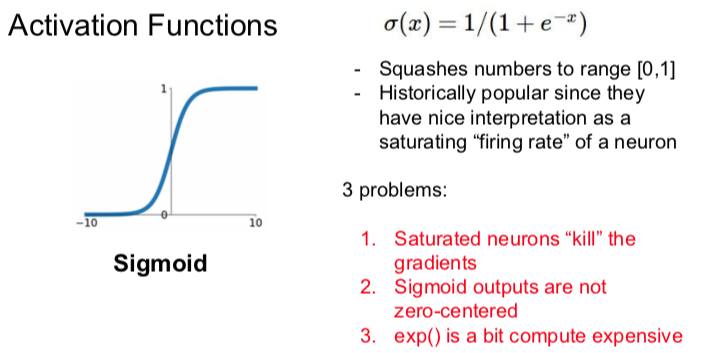 Activation Functions
σ(x) = 1/(1 + e⁻ˣ)
- Squashes numbers to range [0,1]
- Historically popular since they
have nice interpretation as a
saturating “firing rate” of a neuron
1
0
−10
10
Sigmoid
3 problems:
1. Saturated neurons “kill” the
gradients
2. Sigmoid outputs are not
zero-centered
3. exp() is a bit compute expensive